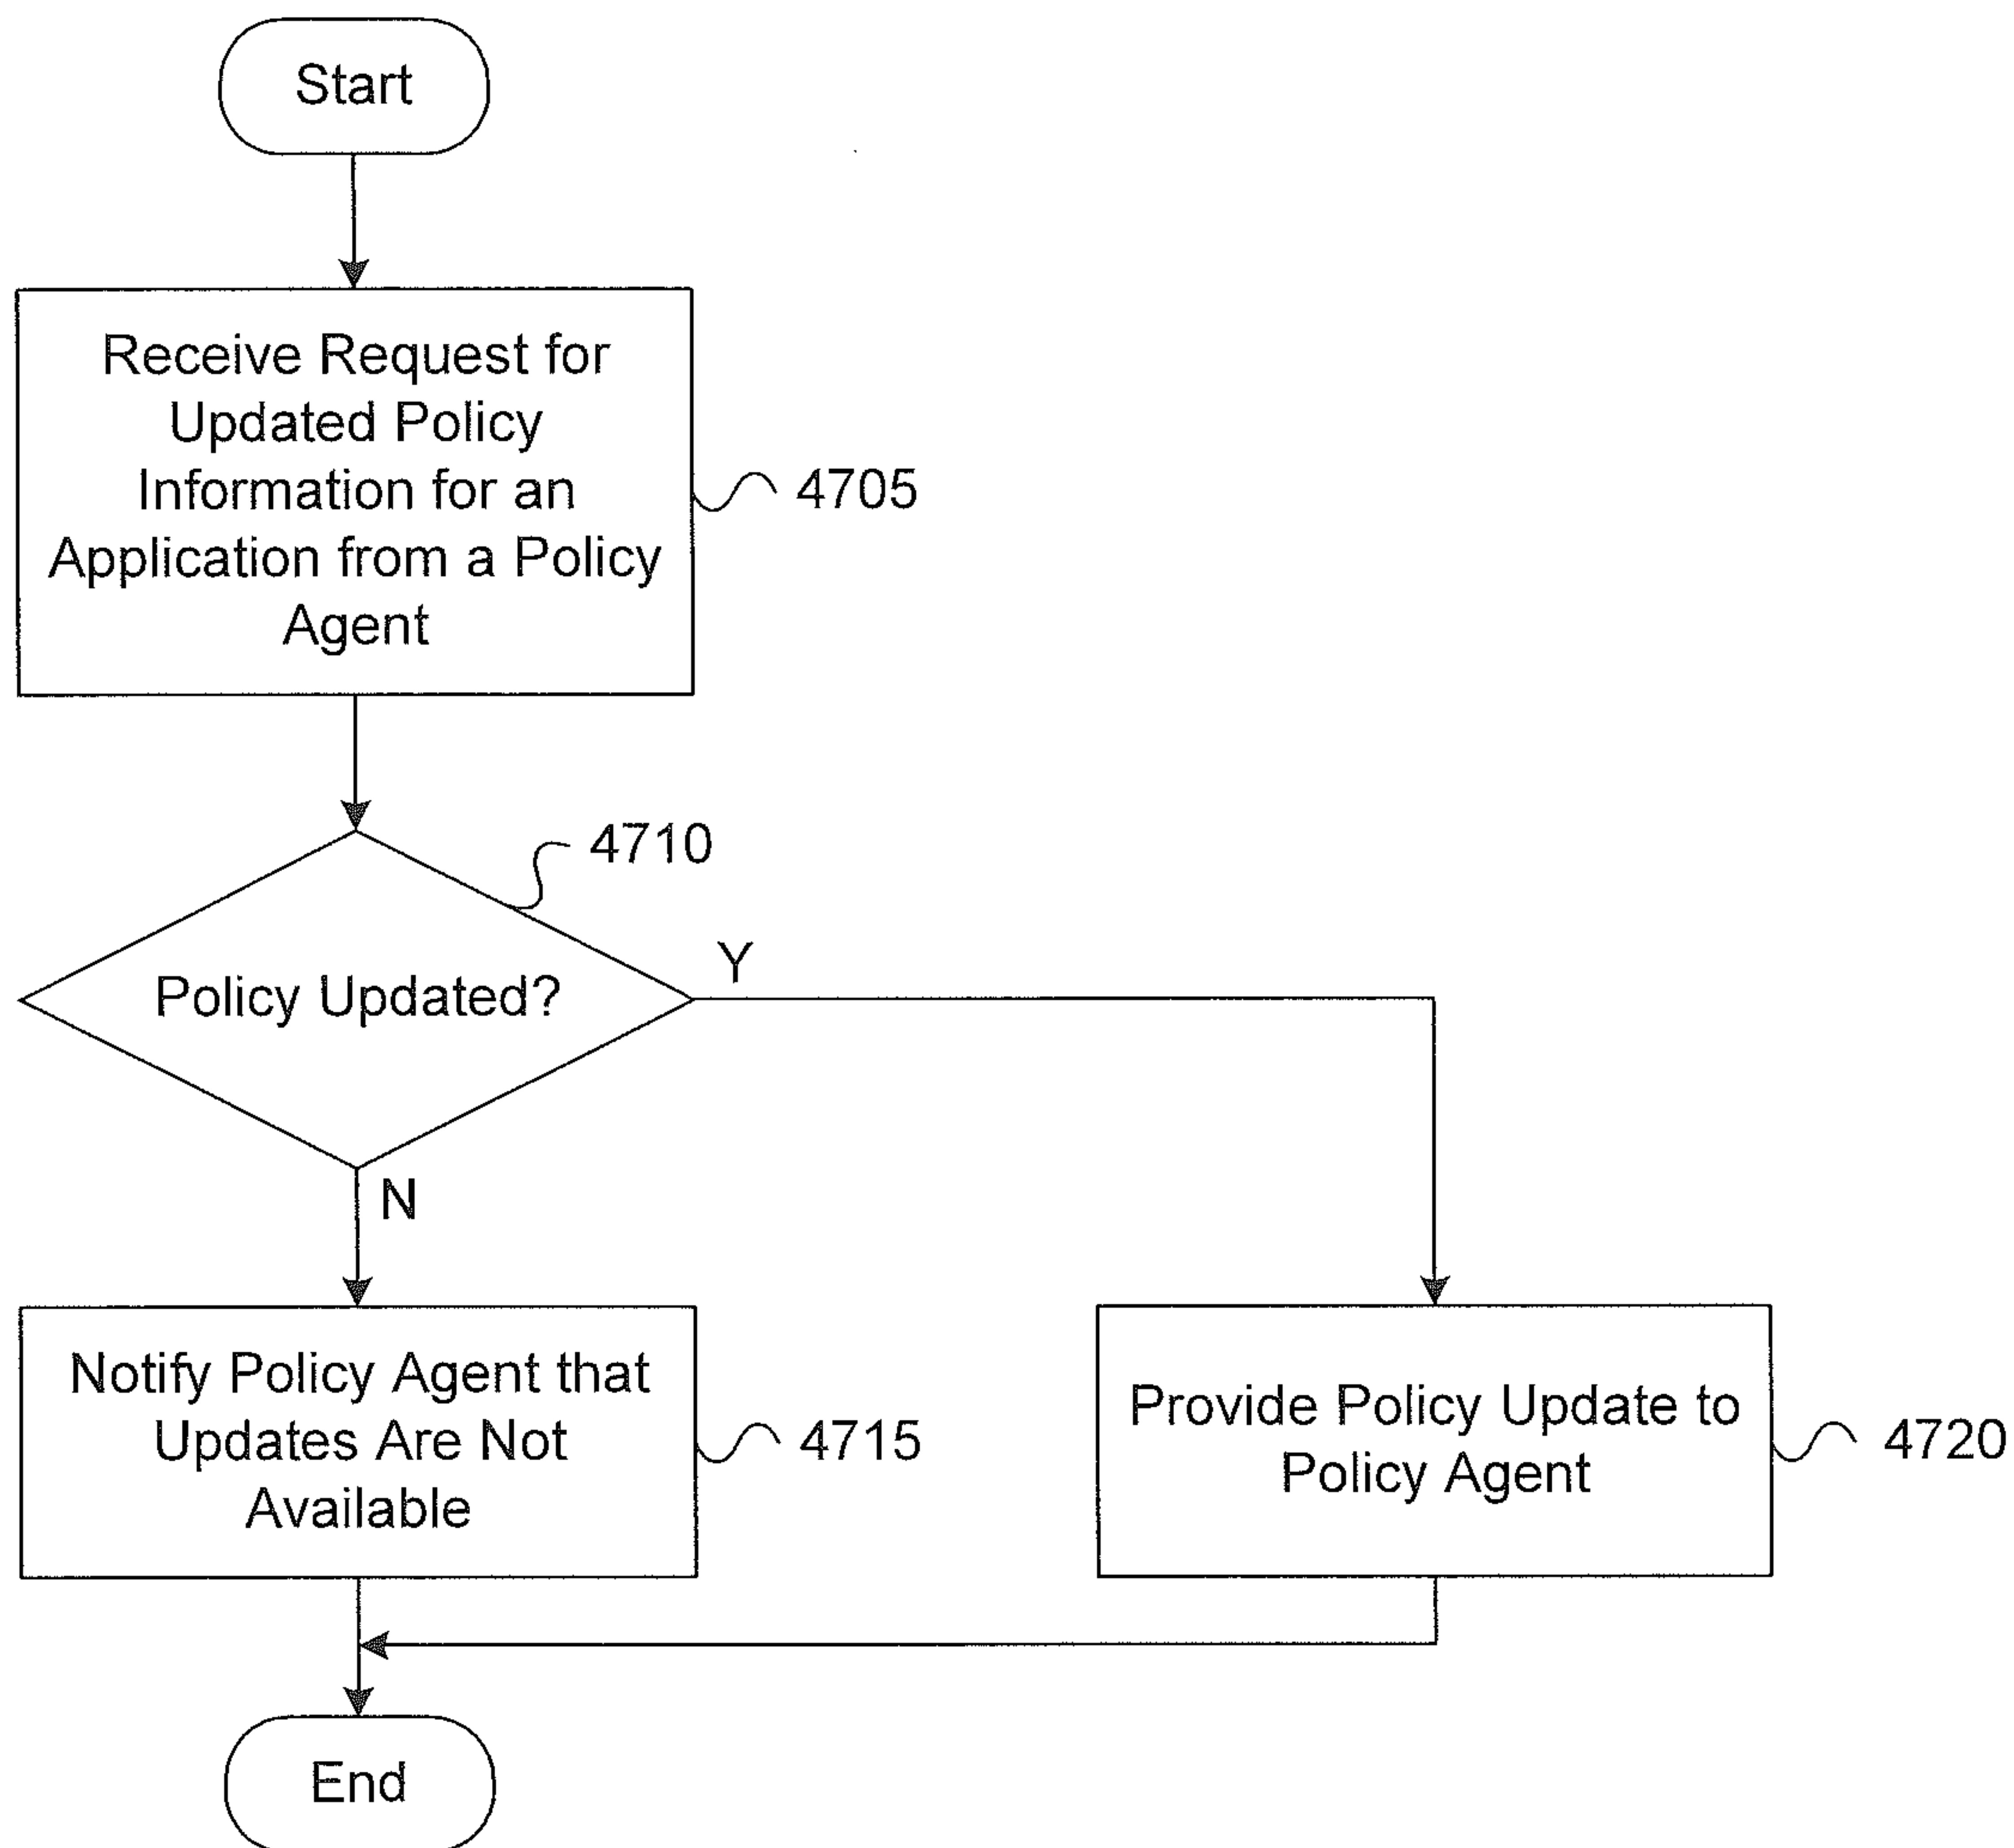 Start
Receive Request for
Updated Policy
Information for an
Application from a Policy
Agent
4705
4710
Policy Updated?
Y
N
Notify Policy Agent that
Updates Are Not
Available
4715
Provide Policy Update to
Policy Agent
4720
End